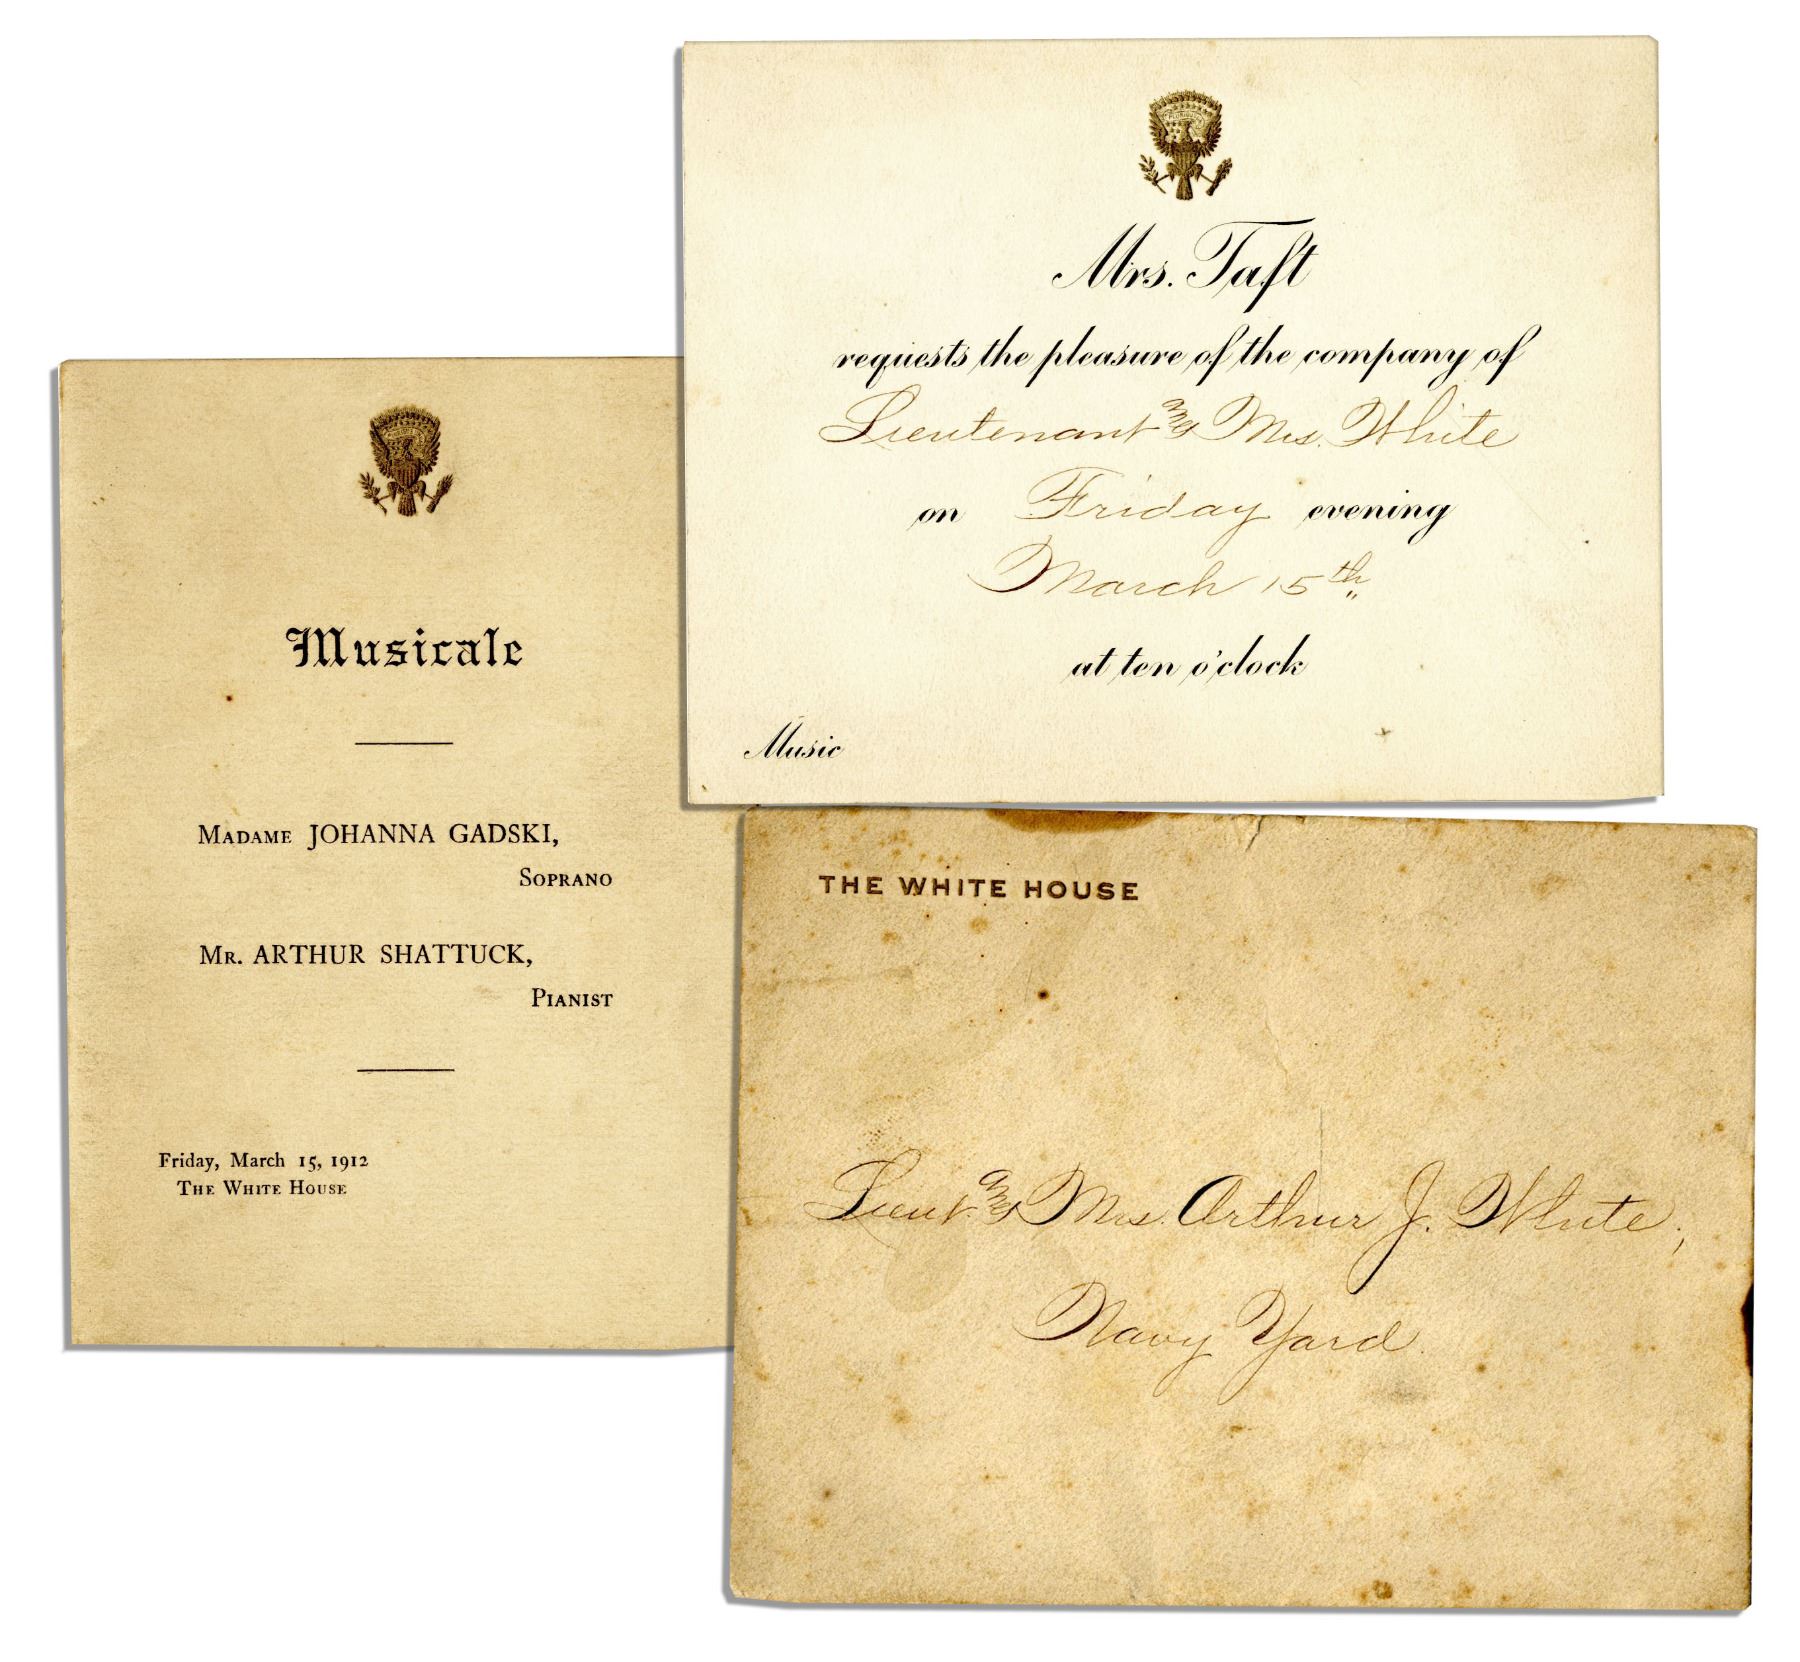 Mrs. Taft
requests the pleasure of the company of
Lieutenant and Mrs. White
on Friday evening
March 15th
at ten o'clock
Music
Musicale
Madame JOHANNA GADSKI,
Soprano
Mr. ARTHUR SHATTUCK,
Pianist
Friday, March 15, 1912
The White House
THE WHITE HOUSE
Lieut. and Mrs. Arthur J. White,
Navy Yard.